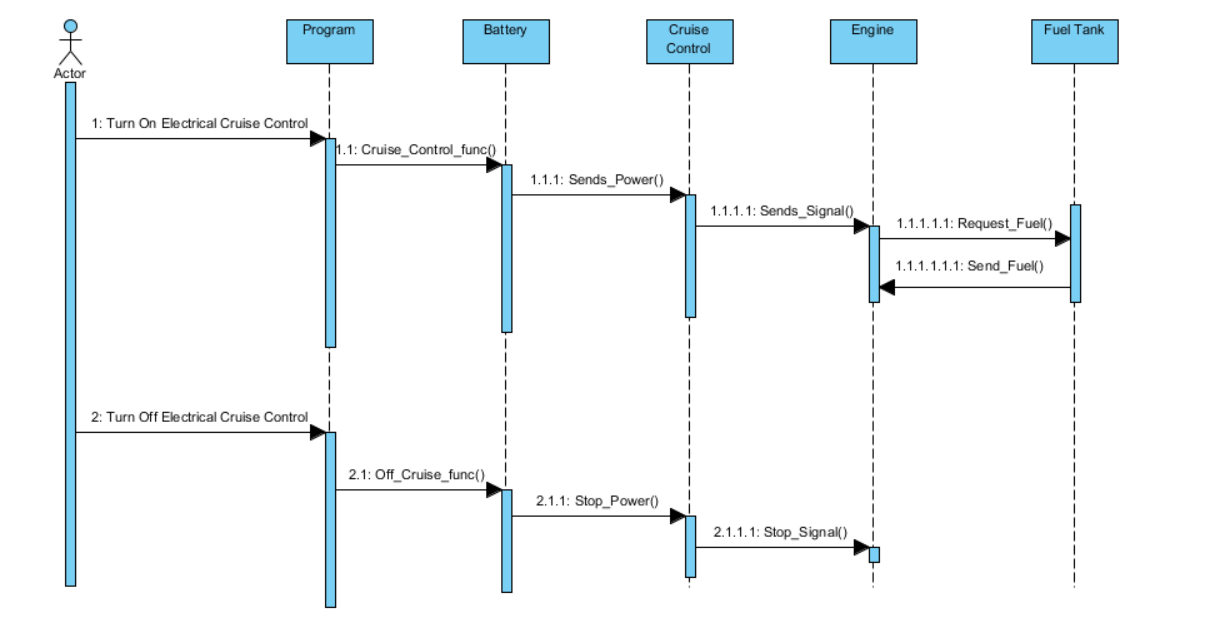 Program
Battery
Cruise
Control
Engine
Fuel Tank
Actor
1: Turn On Electrical Cruise Control
1.1: Cruise_Control_func()
1.1.1: Sends_Power()
1.1.1.1: Sends_Signal()
1.1.1.1.1: Request_Fuel()
1.1.1.1.1.1: Send_Fuel()
2: Turn Off Electrical Cruise Control
2.1: Off_Cruise_func()
2.1.1: Stop_Power()
2.1.1.1: Stop_Signal()